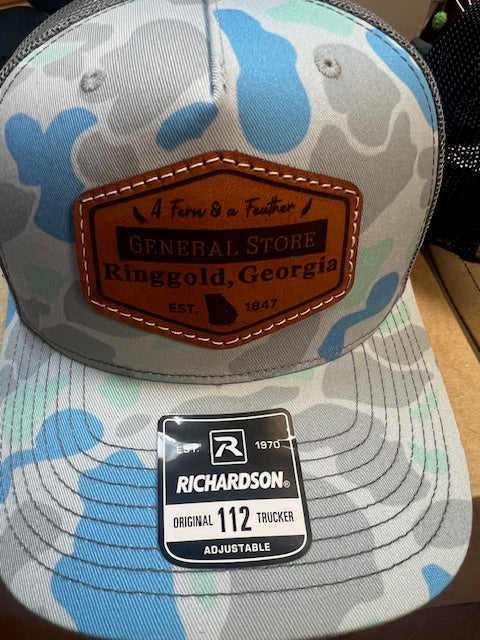 A Fern & a Feather
GENERAL STORE
Ringgold, Georgia
EST. 1847
EST. R 1970
RICHARDSON®
ORIGINAL 112 TRUCKER
ADJUSTABLE